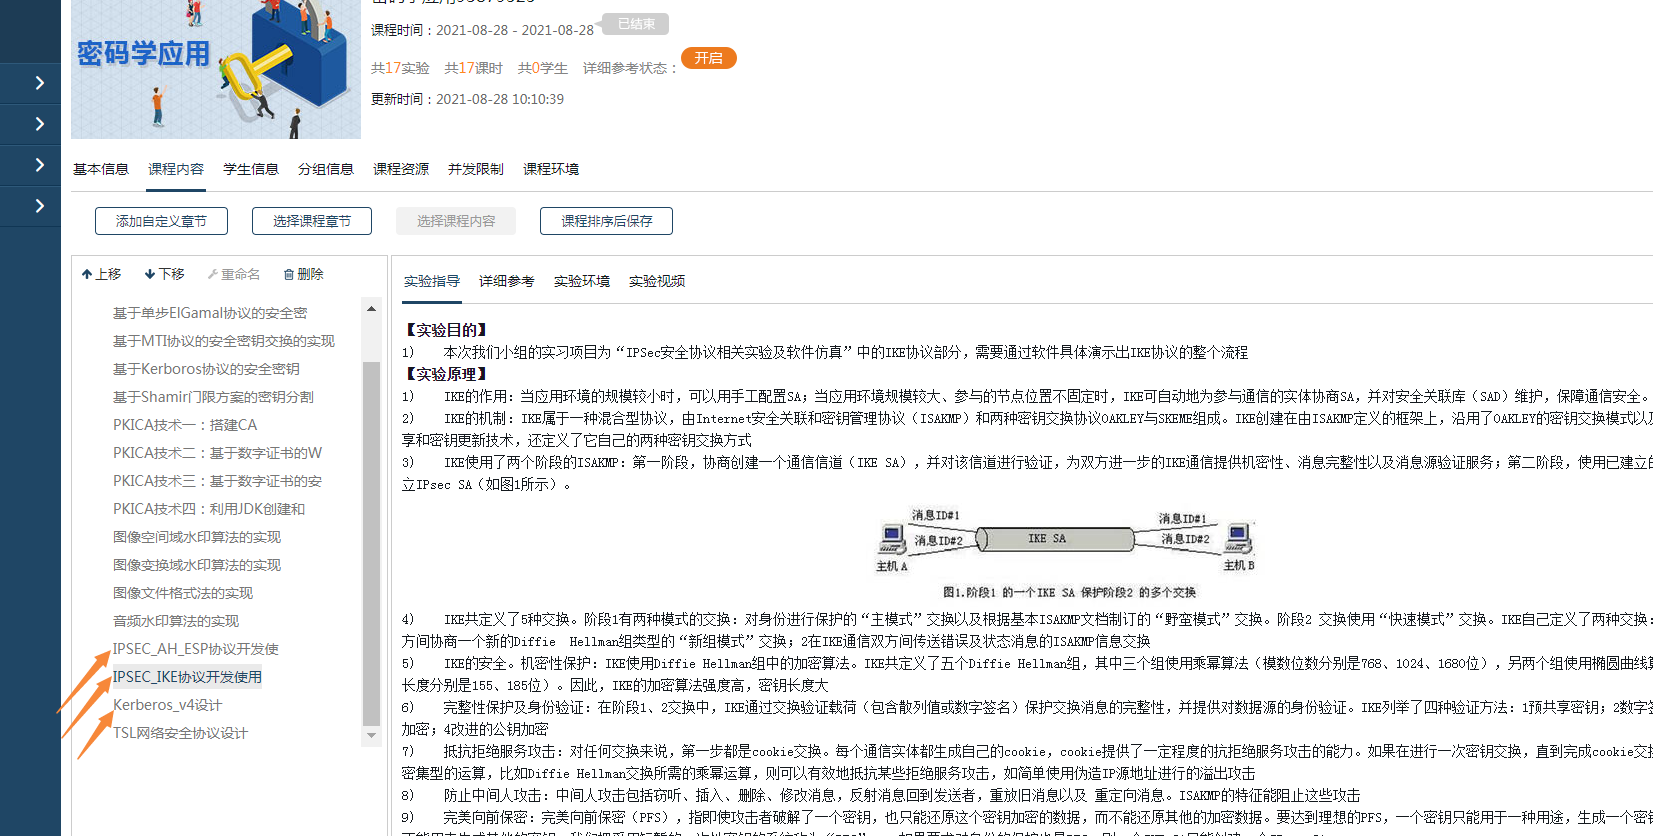 密码学应用
课程时间：2021-08-28 - 2021-08-28
已结束
共17实验 共17课时 共0学生 详细参考状态：
开启
更新时间：2021-08-28 10:10:39
基本信息 课程内容 学生信息 分组信息 课程资源 并发限制 课程环境
添加自定义章节 选择课程章节 选择课程内容 课程排序后保存
上移 下移 重命名 删除
基于单步ElGamal协议的安全密
基于MTI协议的安全密钥交换的实现
基于Kerboros协议的安全密钥
基于Shamir门限方案的密钥分割
PKICA技术一：搭建CA
PKICA技术二：基于数字证书的W
PKICA技术三：基于数字证书的安
PKICA技术四：利用JDK创建和
图像空间域水印算法的实现
图像变换域水印算法的实现
图像文件格式法的实现
音频水印算法的实现
IPSEC_AH_ESP协议开发使
IPSEC_IKE协议开发使用
Kerberos_v4设计
TSL网络安全协议设计
实验指导 详细参考 实验环境 实验视频
【实验目的】
1) 本次我们小组的实习项目为“IPSec安全协议相关实验及软件仿真”中的IKE协议部分，需要通过软件具体演示出IKE协议的整个流程
【实验原理】
1) IKE的作用：当应用环境的规模较小时，可以用手工配置SA；当应用环境规模较大、参与的节点位置不固定时，IKE可自动地为参与通信的实体协商SA，并对安全关联库（SAD）维护，保障通信安全。
2) IKE的机制：IKE属于一种混合型协议，由Internet安全关联和密钥管理协议（ISAKMP）和两种密钥交换协议OAKLEY与SKEME组成。IKE创建在由ISAKMP定义的框架上，沿用了OAKLEY的密钥交换模式以及
享和密钥更新技术，还定义了它自己的两种密钥交换方式
3) IKE使用了两个阶段的ISAKMP：第一阶段，协商创建一个通信信道（IKE SA），并对该信道进行验证，为双方进一步的IKE通信提供机密性、消息完整性以及消息源验证服务；第二阶段，使用已建立的
立IPsec SA（如图1所示）。
消息ID#1 消息ID#1
消息ID#2 IKE SA 消息ID#2
主机A 主机B
图1.阶段1 的一个IKE SA 保护阶段2 的多个交换
4) IKE共定义了5种交换。阶段1有两种模式的交换：对身份进行保护的“主模式”交换以及根据基本ISAKMP文档制订的“野蛮模式”交换。阶段2 交换使用“快速模式”交换。IKE自己定义了两种交换：
方间协商一个新的Diffie Hellman组类型的“新组模式”交换；2在IKE通信双方间传送错误及状态消息的ISAKMP信息交换
5) IKE的安全。机密性保护：IKE使用Diffie Hellman组中的加密算法。IKE共定义了五个Diffie Hellman组，其中三个组使用乘幂算法（模数位数分别是768、1024、1680位），另两个组使用椭圆曲线算
长度分别是155、185位）。因此，IKE的加密算法强度高，密钥长度大
6) 完整性保护及身份验证：在阶段1、2交换中，IKE通过交换验证载荷（包含散列值或数字签名）保护交换消息的完整性，并提供对数据源的身份验证。IKE列举了四种验证方法：1预共享密钥；2数字签
加密；4改进的公钥加密
7) 抵抗拒绝服务攻击：对任何交换来说，第一步都是cookie交换。每个通信实体都生成自己的cookie，cookie提供了一定程度的抗拒绝服务攻击的能力。如果在进行一次密钥交换，直到完成cookie交换
密集型的运算，比如Diffie Hellman交换所需的乘幂运算，则可以有效地抵抗某些拒绝服务攻击，如简单使用伪造IP源地址进行的溢出攻击
8) 防止中间人攻击：中间人攻击包括窃听、插入、删除、修改消息，反射消息回到发送者，重放旧消息以及 重定向消息。ISAKMP的特征能阻止这些攻击
9) 完美向前保密：完美向前保密（PFS），指即使攻击者破解了一个密钥，也只能还原这个密钥加密的数据，而不能还原其他的加密数据。要达到理想的PFS，一个密钥只能用于一种用途，生成一个密钥